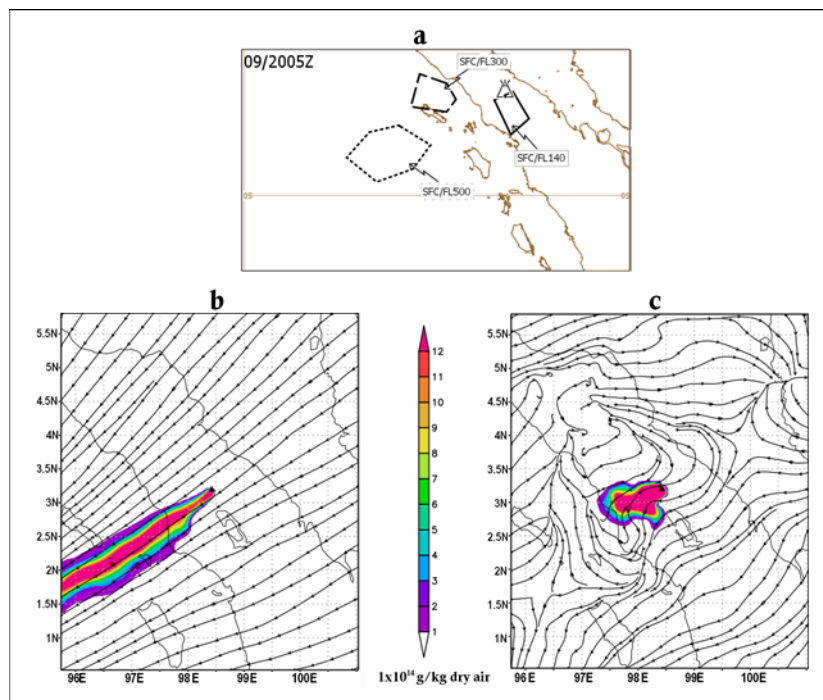 a
09/2005Z
SFC/FL300
SFC/FL140
SFC/FL500
0S
0S
b
c
5.5N
5N
4.5N
4N
3.5N
3N
2.5N
2N
1.5N
1N
96E 97E 98E 99E 100E
12
11
10
9
8
7
6
5
4
3
2
1
1x10¹⁴ g/kg dry air
5.5N
5N
4.5N
4N
3.5N
3N
2.5N
2N
1.5N
1N
96E 97E 98E 99E 100E